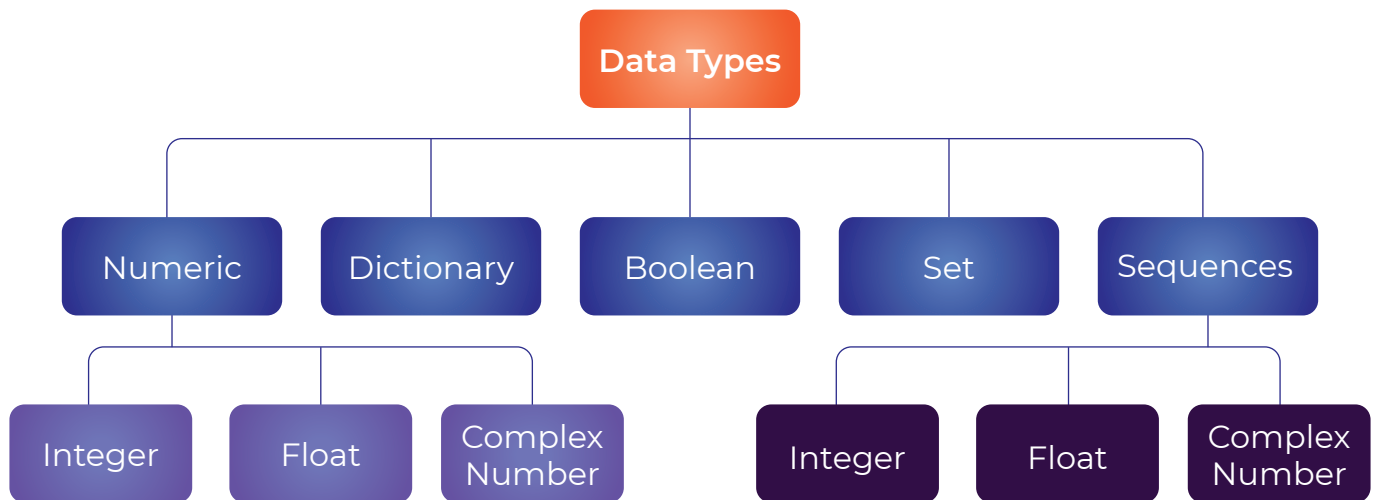 Data Types
Numeric
Dictionary
Boolean
Set
Sequences
Integer
Float
Complex
Number
Integer
Float
Complex
Number